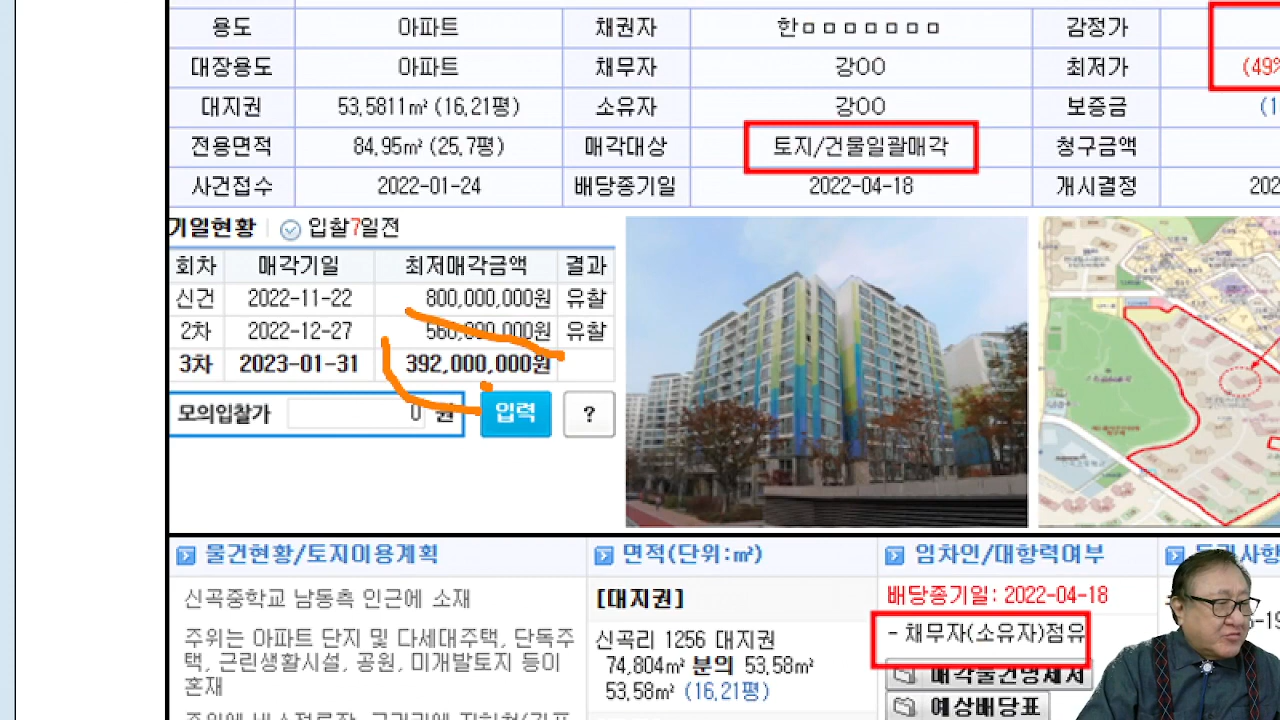 용도 아파트 채권자 한ㅁㅁㅁㅁㅁㅁㅁ 감정가
대장용도 아파트 채무자 강OO 최저가 (49%
대지권 53,5811㎡ (16,21평) 소유자 강OO 보증금 (1
전용면적 84,95㎡ (25,7평) 매각대상 토지/건물일괄매각 청구금액
사건접수 2022-01-24 배당종기일 2022-04-18 개시결정 202
기일현황 입찰7일전
회차 매각기일 최저매각금액 결과
신건 2022-11-22 800,000,000원 유찰
2차 2022-12-27 560,000,000원 유찰
3차 2023-01-31 392,000,000원
모의입찰가 0 원 입력 ?
물건현황/토지이용계획
신곡중학교 남동측 인근에 소재
주위는 아파트 단지 및 다세대주택, 단독주
택, 근린생활시설, 공원, 미개발토지 등이
혼재
면적(단위:㎡)
[대지권]
신곡리 1256 대지권
74,804㎡ 분의 53,58㎡
53,58㎡ (16,21평)
임차인/대항력여부
배당종기일: 2022-04-18
- 채무자(소유자)점유
매각물건명세서
예상배당표